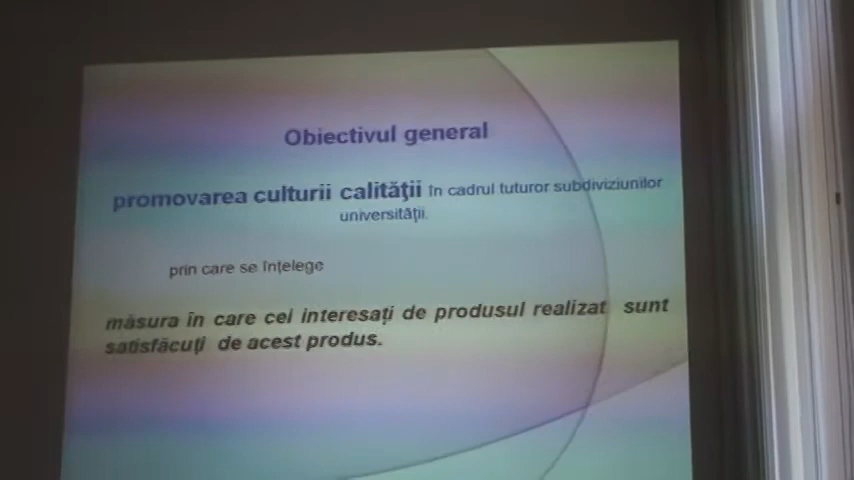 Obiectivul general
promovarea culturii calităţii în cadrul tuturor subdiviziunilor
universităţii.
prin care se înţelege
măsura în care cei interesaţi de produsul realizat sunt
satisfăcuţi de acest produs.